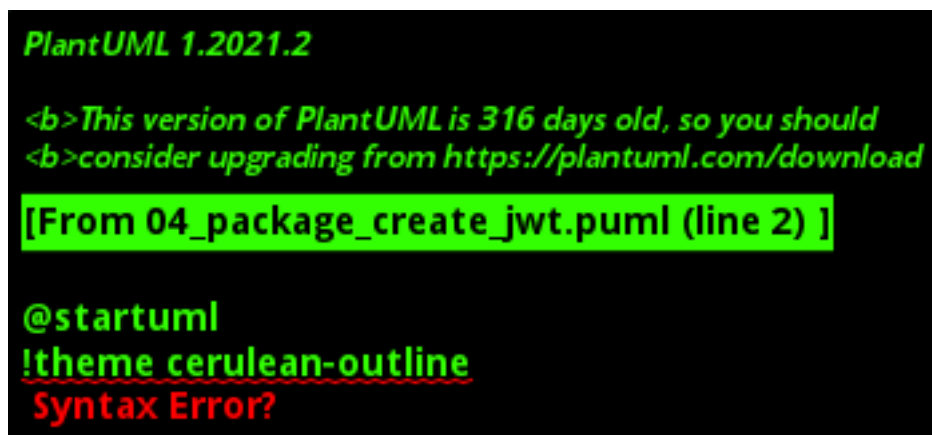 PlantUML 1.2021.2
<b>This version of PlantUML is 316 days old, so you should
<b>consider upgrading from https://plantuml.com/download
[From 04_package_create_jwt.puml (line 2) ]
@startuml
!theme cerulean-outline
Syntax Error?